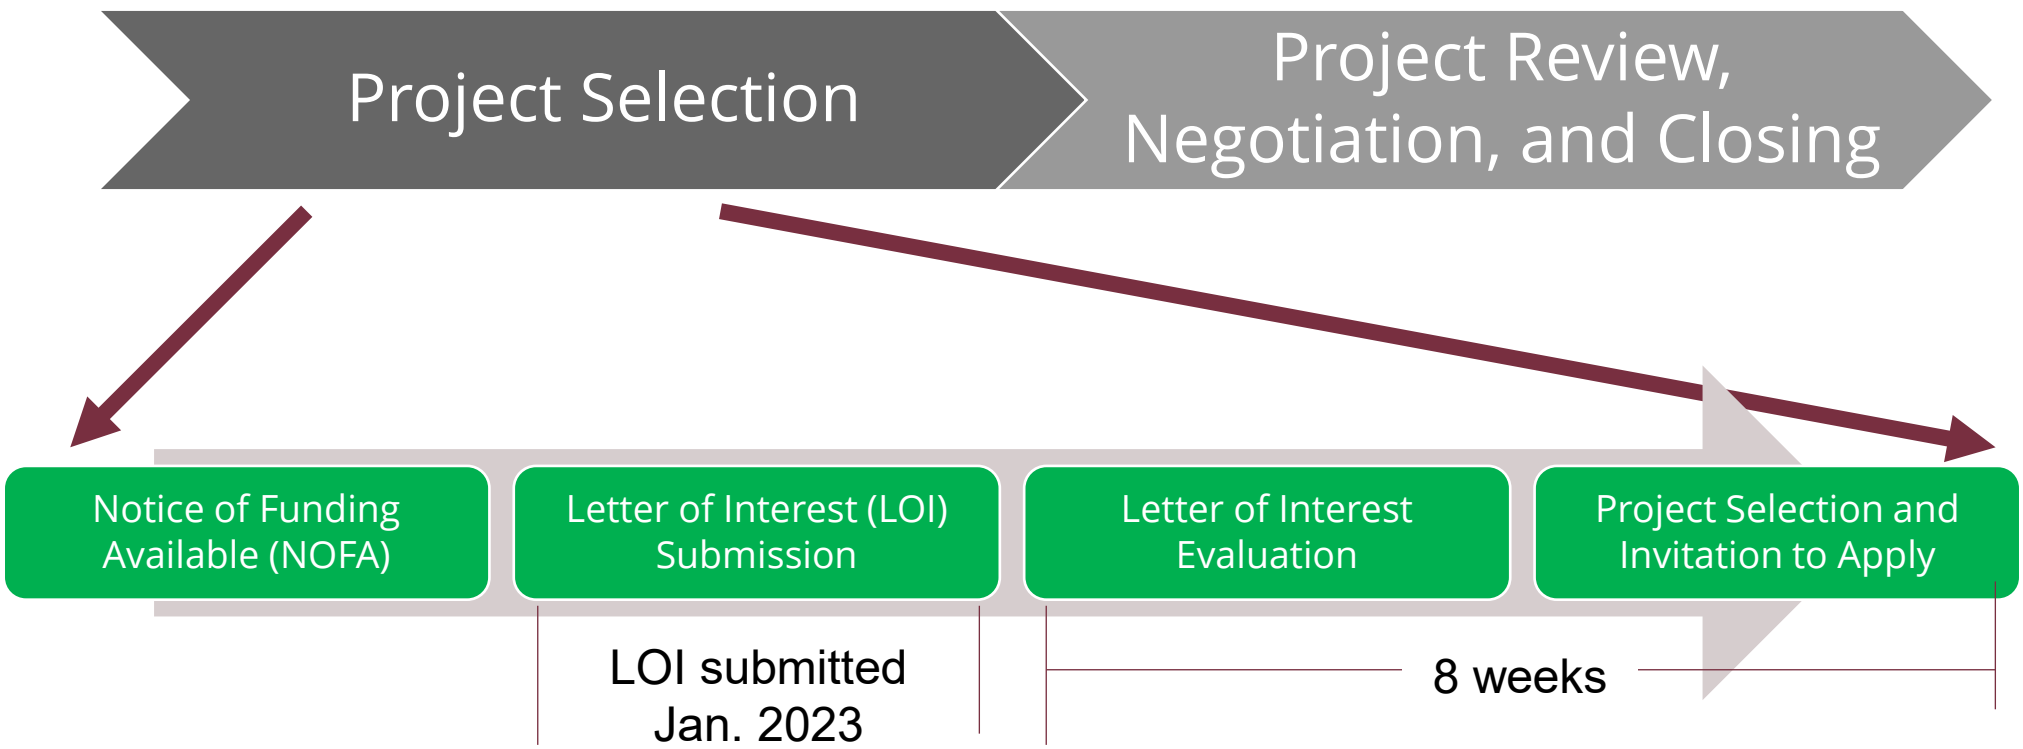 Project Selection
Project Review,
Negotiation, and Closing
Notice of Funding
Available (NOFA)
Letter of Interest (LOI)
Submission
Letter of Interest
Evaluation
Project Selection and
Invitation to Apply
LOI submitted
Jan. 2023
8 weeks